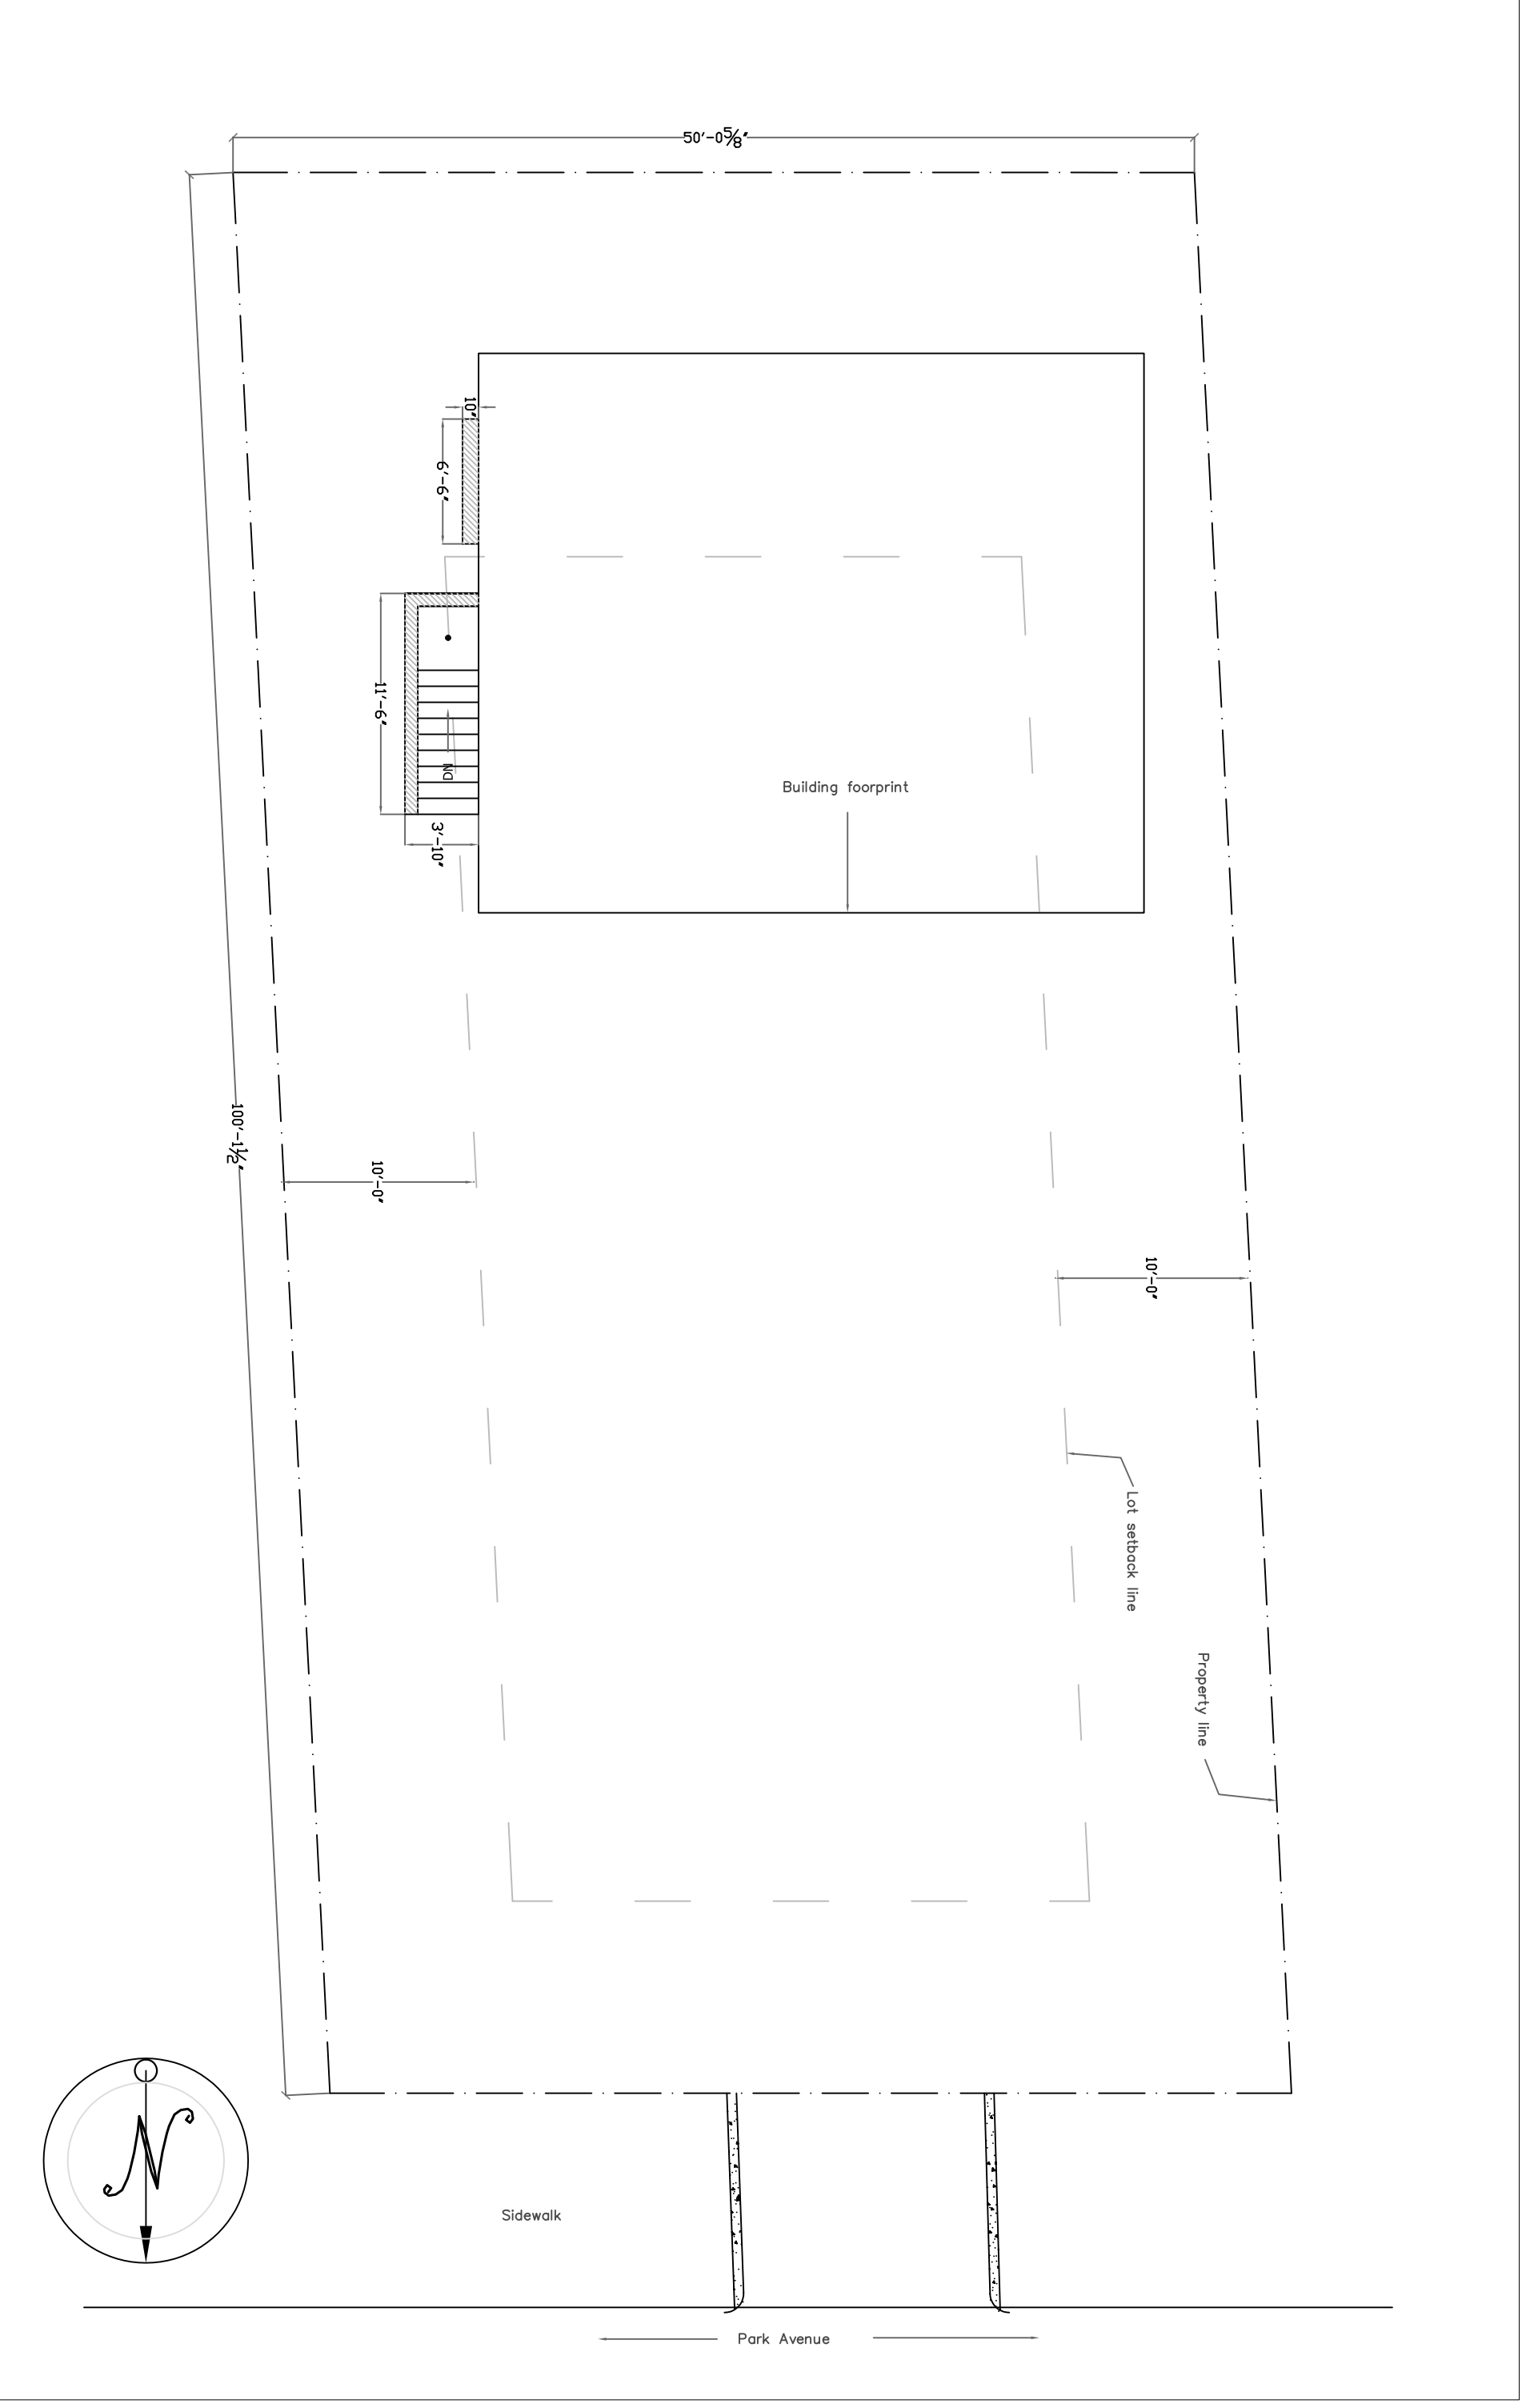 50'-0⅝"
10"
6'-6"
11'-6"
DN
Building foorprint
3'-10"
100'-1½"
10'-0"
10'-0"
Lot setback line
Property line
N
Sidewalk
Park Avenue